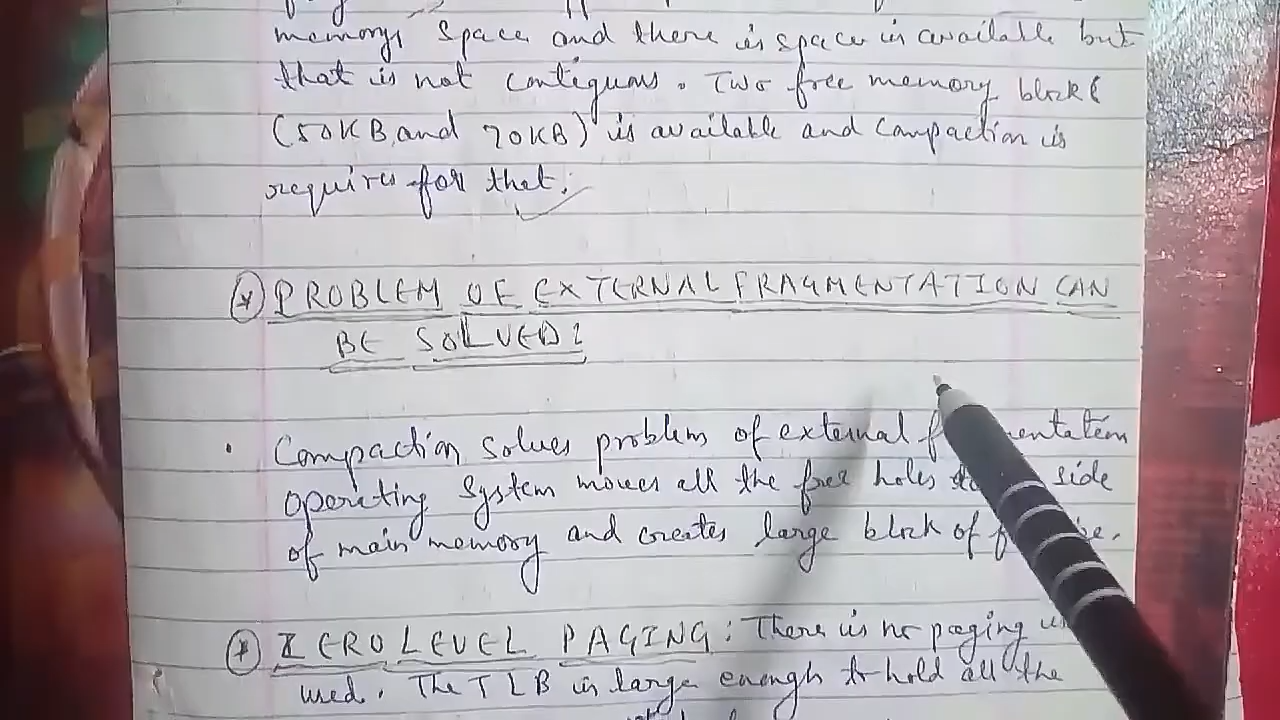 memory space and there is space is available but
that is not contiguous. Two free memory block
(50KB and 70KB) is available and Compaction is
requires for that.
* PROBLEM OF EXTERNAL FRAGMENTATION CAN
BE SOLVED?
. Compaction solves problem of external
operating system moves all the free holes side
of main memory and creates large block of
* ZERO LEVEL PAGING: There is no paging
used. The TLB is large enough to hold all the